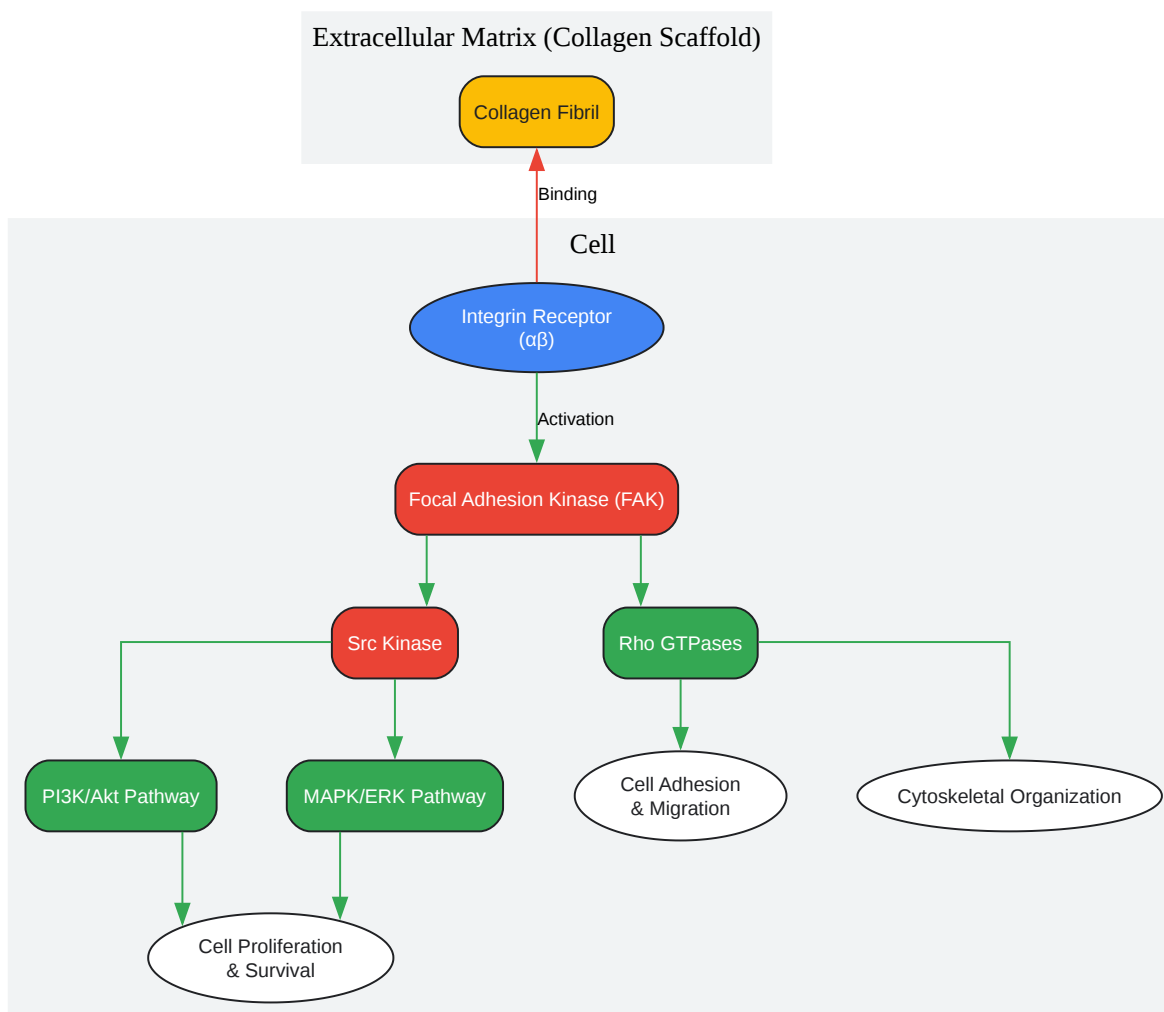 Extracellular Matrix (Collagen Scaffold)
Collagen Fibril
Binding
Cell
Integrin Receptor
(αβ)
Activation
Focal Adhesion Kinase (FAK)
Src Kinase
Rho GTPases
PI3K/Akt Pathway
MAPK/ERK Pathway
Cell Adhesion
& Migration
Cytoskeletal Organization
Cell Proliferation
& Survival